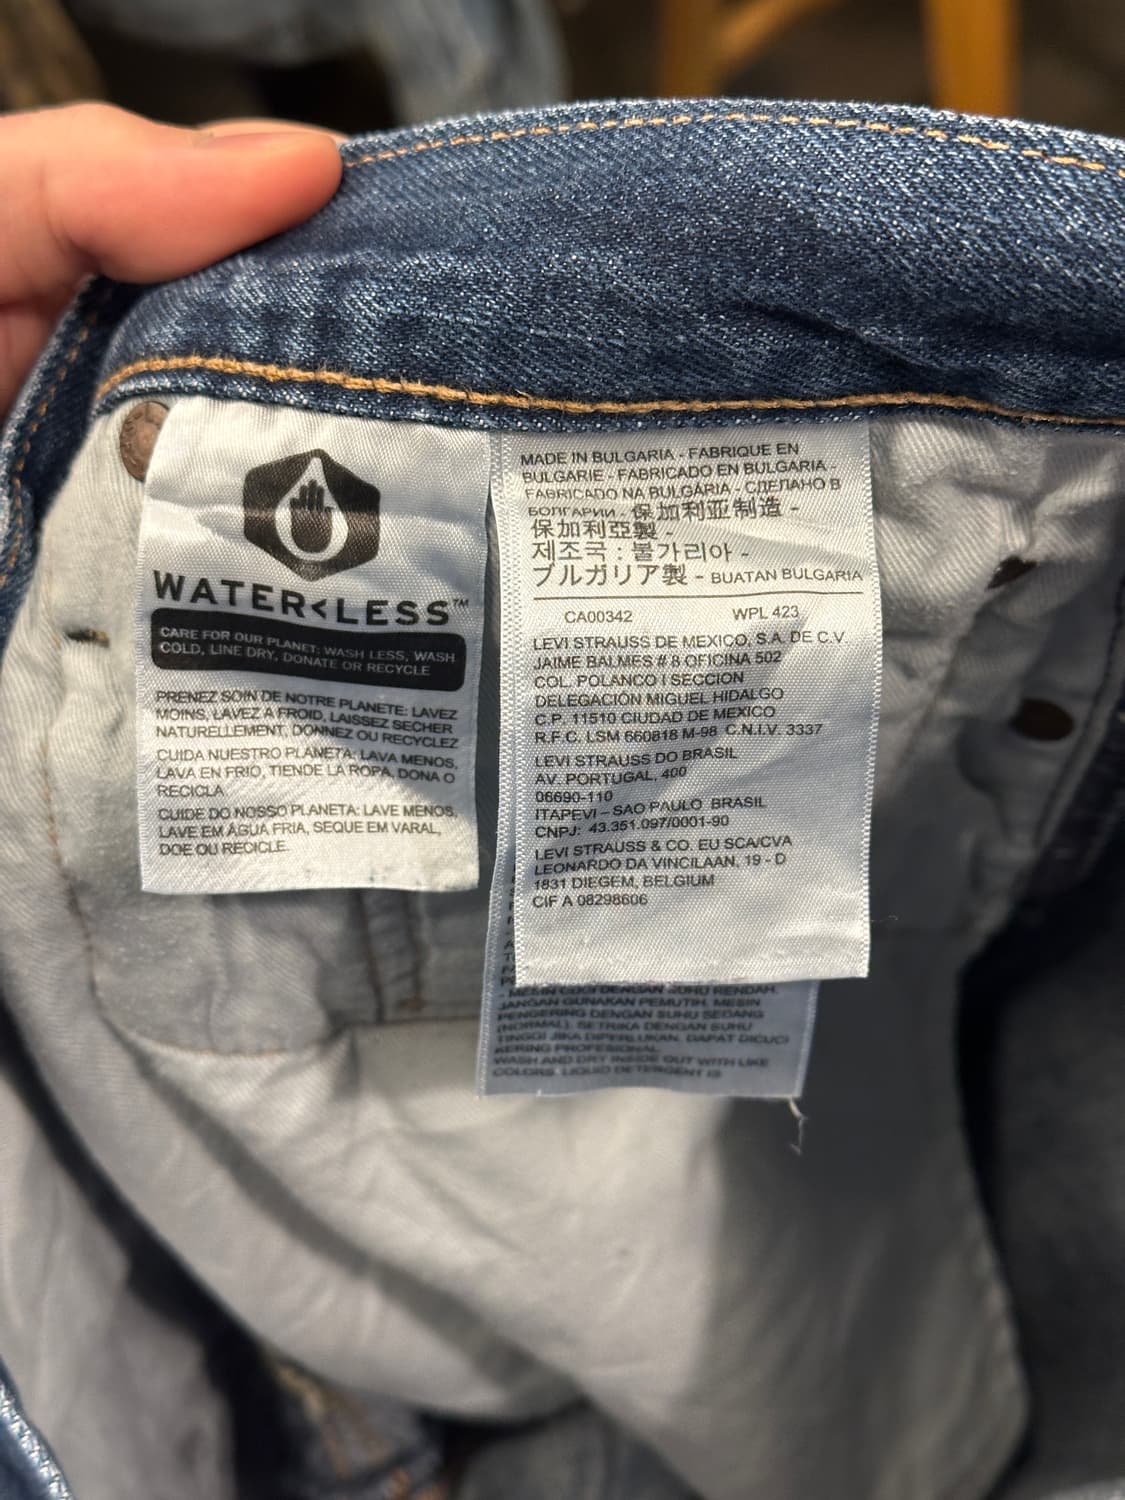 WATER<LESS™
CARE FOR OUR PLANET: WASH LESS, WASH
COLD, LINE DRY, DONATE OR RECYCLE
PRENEZ SOIN DE NOTRE PLANETE: LAVEZ
MOINS, LAVEZ A FROID, LAISSEZ SECHER
NATURELLEMENT, DONNEZ OU RECYCLEZ
CUIDA NUESTRO PLANETA: LAVA MENOS,
LAVA EN FRIO, TIENDE LA ROPA, DONA O
RECICLA
CUIDE DO NOSSO PLANETA: LAVE MENOS,
LAVE EM ÁGUA FRIA, SEQUE EM VARAL,
DOE OU RECICLE.
MADE IN BULGARIA - FABRIQUE EN
BULGARIE - FABRICADO EN BULGARIA -
FABRICADO NA BULGÁRIA - СДЕЛАНО В
БОЛГАРИИ - 保加利亚制造 -
保加利亞製 -
제조국 : 불가리아 -
ブルガリア製 - BUATAN BULGARIA
CA00342 WPL 423
LEVI STRAUSS DE MEXICO, S.A. DE C.V.
JAIME BALMES # 8 OFICINA 502
COL. POLANCO I SECCION
DELEGACIÓN MIGUEL HIDALGO
C.P. 11510 CIUDAD DE MEXICO
R.F.C. LSM 660818 M-98 C.N.I.V. 3337
LEVI STRAUSS DO BRASIL
AV. PORTUGAL, 400
06690-110
ITAPEVI – SAO PAULO BRASIL
CNPJ: 43.351.097/0001-90
LEVI STRAUSS & CO. EU SCA/CVA
LEONARDO DA VINCILAAN, 19 - D
1831 DIEGEM, BELGIUM
CIF A 08298606
MESIN CUCI DENGAN SUHU RENDAH.
JANGAN GUNAKAN PEMUTIH. MESIN
PENGERING DENGAN SUHU SEDANG
(NORMAL). SETRIKA DENGAN SUHU
TINGGI JIKA DIPERLUKAN. DAPAT DICUCI
KERING PROFESIONAL.
WASH AND DRY INSIDE OUT WITH LIKE
COLORS. LIQUID DETERGENT IS